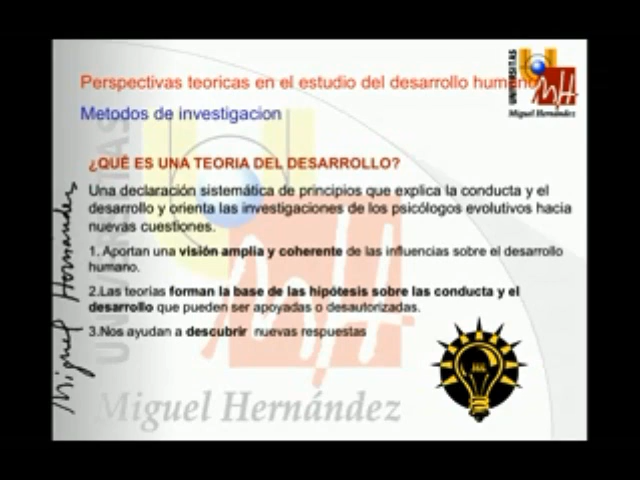 Perspectivas teoricas en el estudio del desarrollo humano
Metodos de investigacion
UNIVERSITAS
Miguel Hernández
¿QUÉ ES UNA TEORIA DEL DESARROLLO?
Una declaración sistemática de principios que explica la conducta y el
desarrollo y orienta las investigaciones de los psicólogos evolutivos hacia
nuevas cuestiones.
1. Aportan una visión amplia y coherente de las influencias sobre el desarrollo
humano.
2.Las teorias forman la base de las hipótesis sobre las conducta y el
desarrollo que pueden ser apoyadas o desautorizadas.
3.Nos ayudan a descubrir nuevas respuestas
Miguel Hernández
Miguel Hernández
UNIVERSITAS